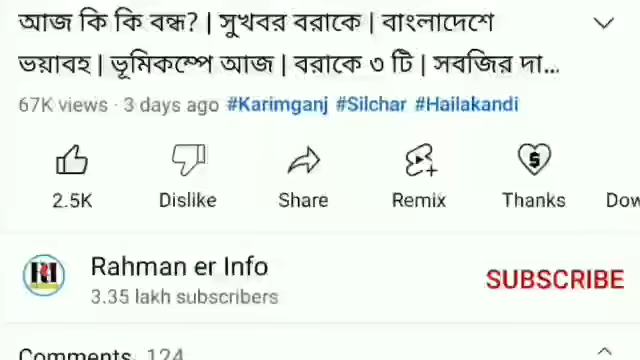 আজ কি কি বন্ধ? | সুখবর বরাকে | বাংলাদেশে
ভয়াবহ | ভূমিকম্পে আজ | বরাকে ৩ টি | সবজির দা...
67K views · 3 days ago #Karimganj #Silchar #Hailakandi
2.5K Dislike Share Remix Thanks Dow
Rahman er Info
SUBSCRIBE
3.35 lakh subscribers
Comments 124